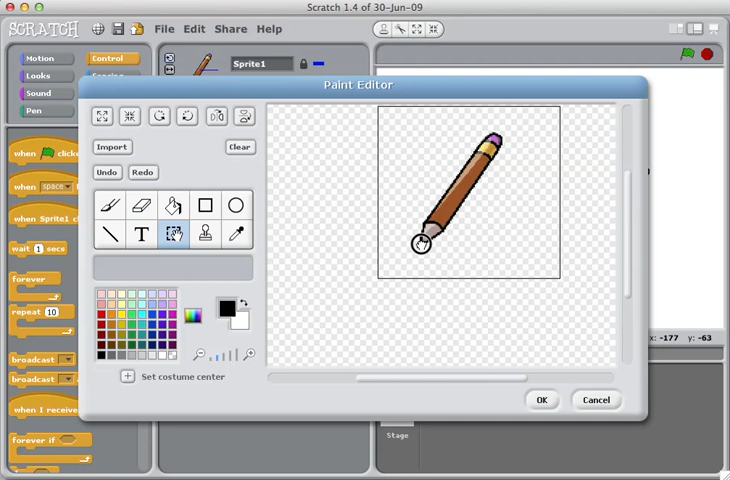 Scratch 1.4 of 30-Jun-09
SCRATCH File Edit Share Help
Motion Control
Looks
Sound
Pen
Sprite1
Paint Editor
Import Clear
Undo Redo
T
Set costume center
OK Cancel
when clicke
when space
when Sprite1 cl
wait 1 secs
forever
repeat 10
broadcast
broadcast
when I receive
forever if
x: -177 y: -63
Stage